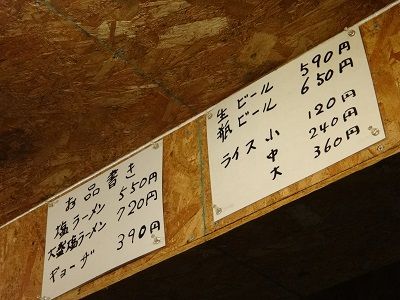 お品書き
塩ラーメン 550円
大盛塩ラーメン 720円
ギョーザ 390円
生ビール 590円
瓶ビール 650円
ライス 小 120円
中 240円
大 360円